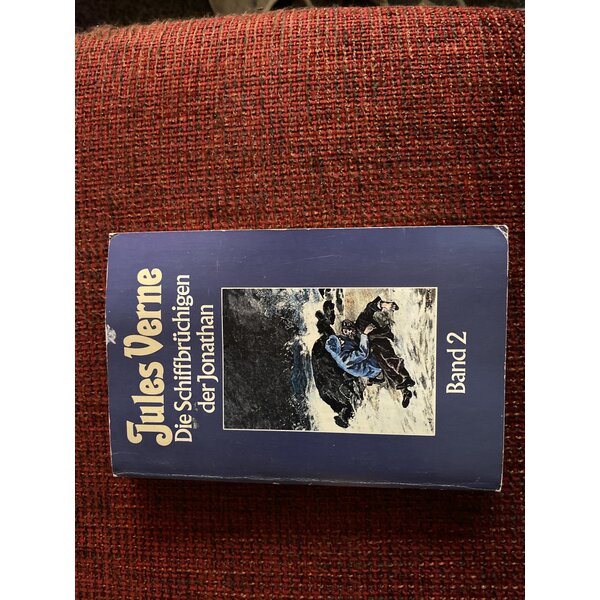 Jules Verne
Die Schiffbrüchigen
der Jonathan
Band 2